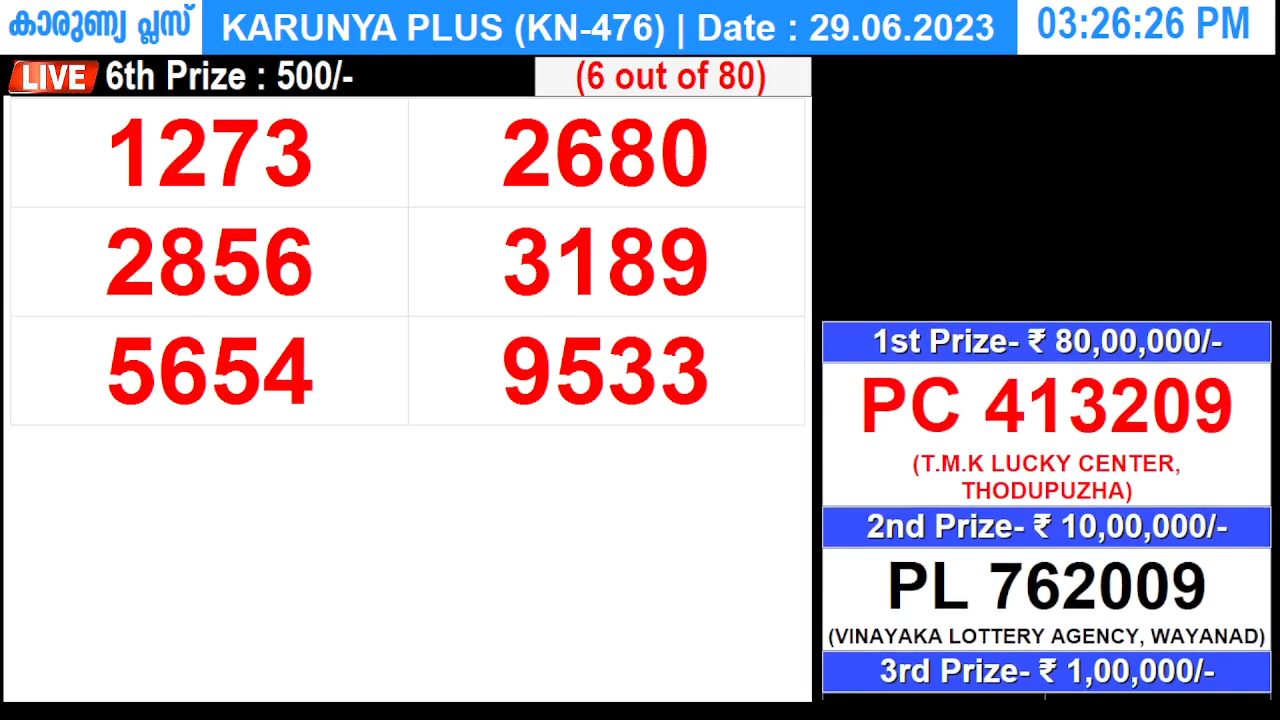 കാരുണ്യ പ്ലസ് KARUNYA PLUS (KN-476) | Date : 29.06.2023 03:26:26 PM
LIVE 6th Prize : 500/- (6 out of 80)
1273 2680
2856 3189
5654 9533
1st Prize- ₹ 80,00,000/-
PC 413209
(T.M.K LUCKY CENTER,
THODUPUZHA)
2nd Prize- ₹ 10,00,000/-
PL 762009
(VINAYAKA LOTTERY AGENCY, WAYANAD)
3rd Prize- ₹ 1,00,000/-